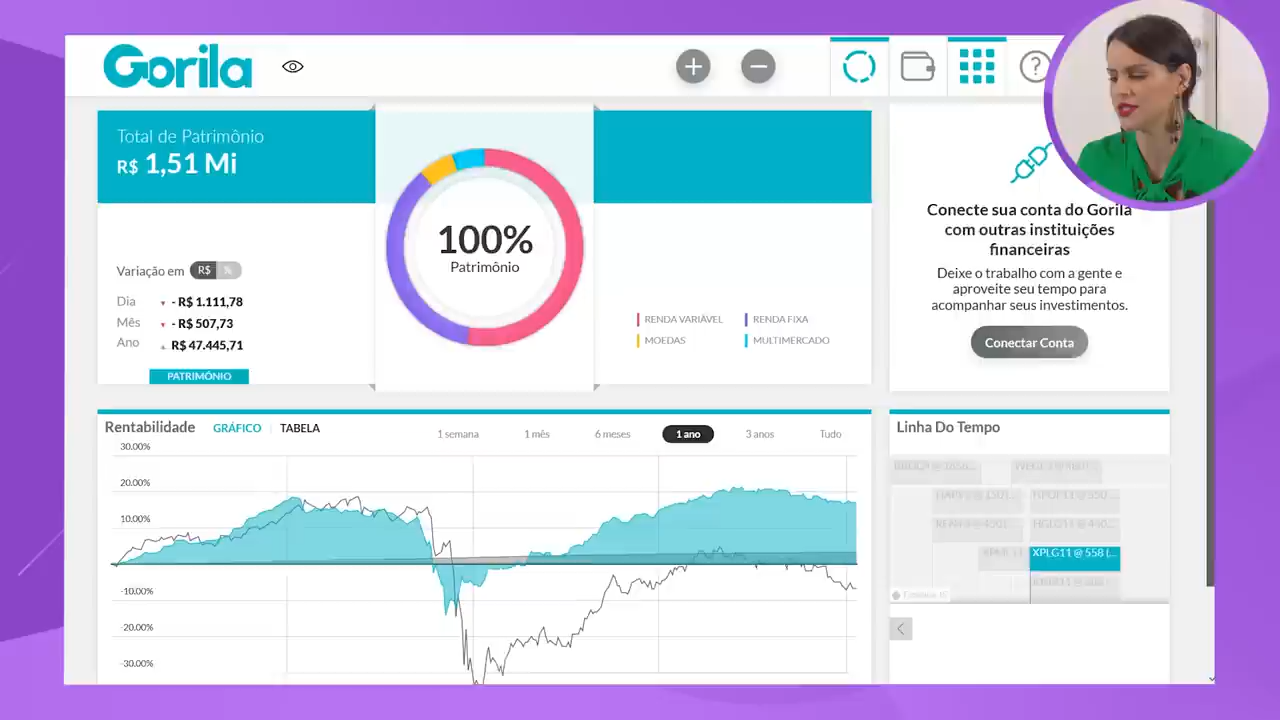 Gorila
Total de Patrimônio
R$ 1,51 Mi
Variação em R$ %
Dia - R$ 1.111,78
Mês - R$ 507,73
Ano R$ 47.445,71
PATRIMÔNIO
100%
Patrimônio
RENDA VARIÁVEL RENDA FIXA
MOEDAS MULTIMERCADO
?
Conecte sua conta do Gorila
com outras instituições
financeiras
Deixe o trabalho com a gente e
aproveite seu tempo para
acompanhar seus investimentos.
Conectar Conta
Rentabilidade GRÁFICO TABELA
1 semana 1 mês 6 meses 1 ano 3 anos Tudo
30.00%
20.00%
10.00%
-10.00%
-20.00%
-30.00%
Linha Do Tempo
XPLG11 @ 558 (...